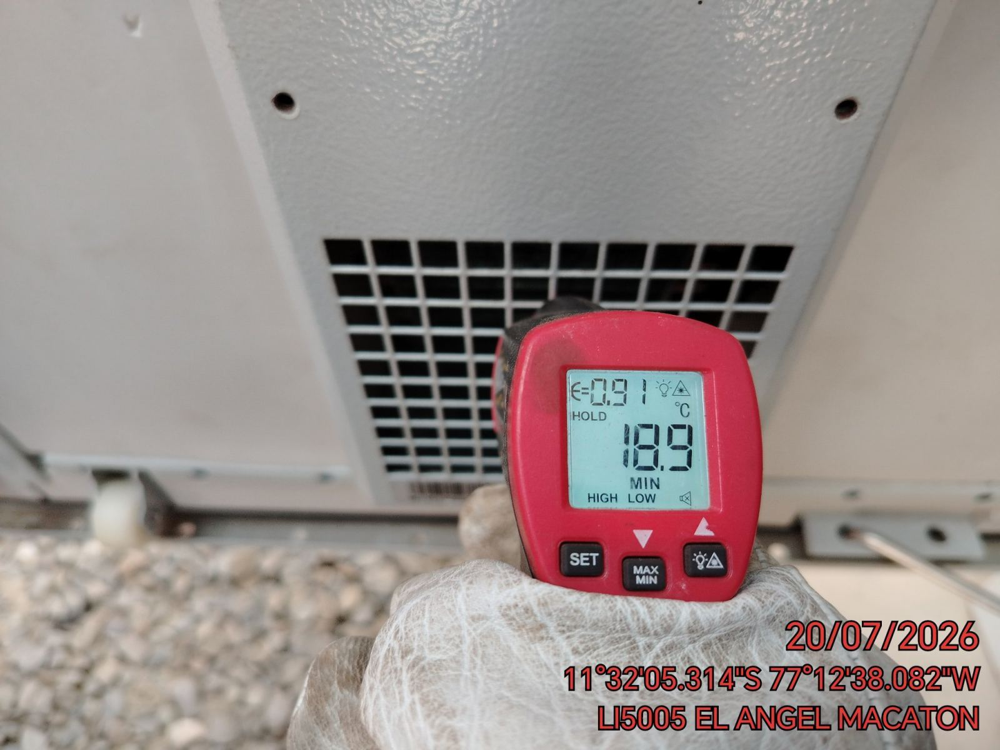 Є=0.91
°C
HOLD
18.9
MIN
HIGH LOW
SET
MAX
MIN
20/07/2026
11°32'05.314"S 77°12'38.082"W
LI5005 EL ANGEL MACATON